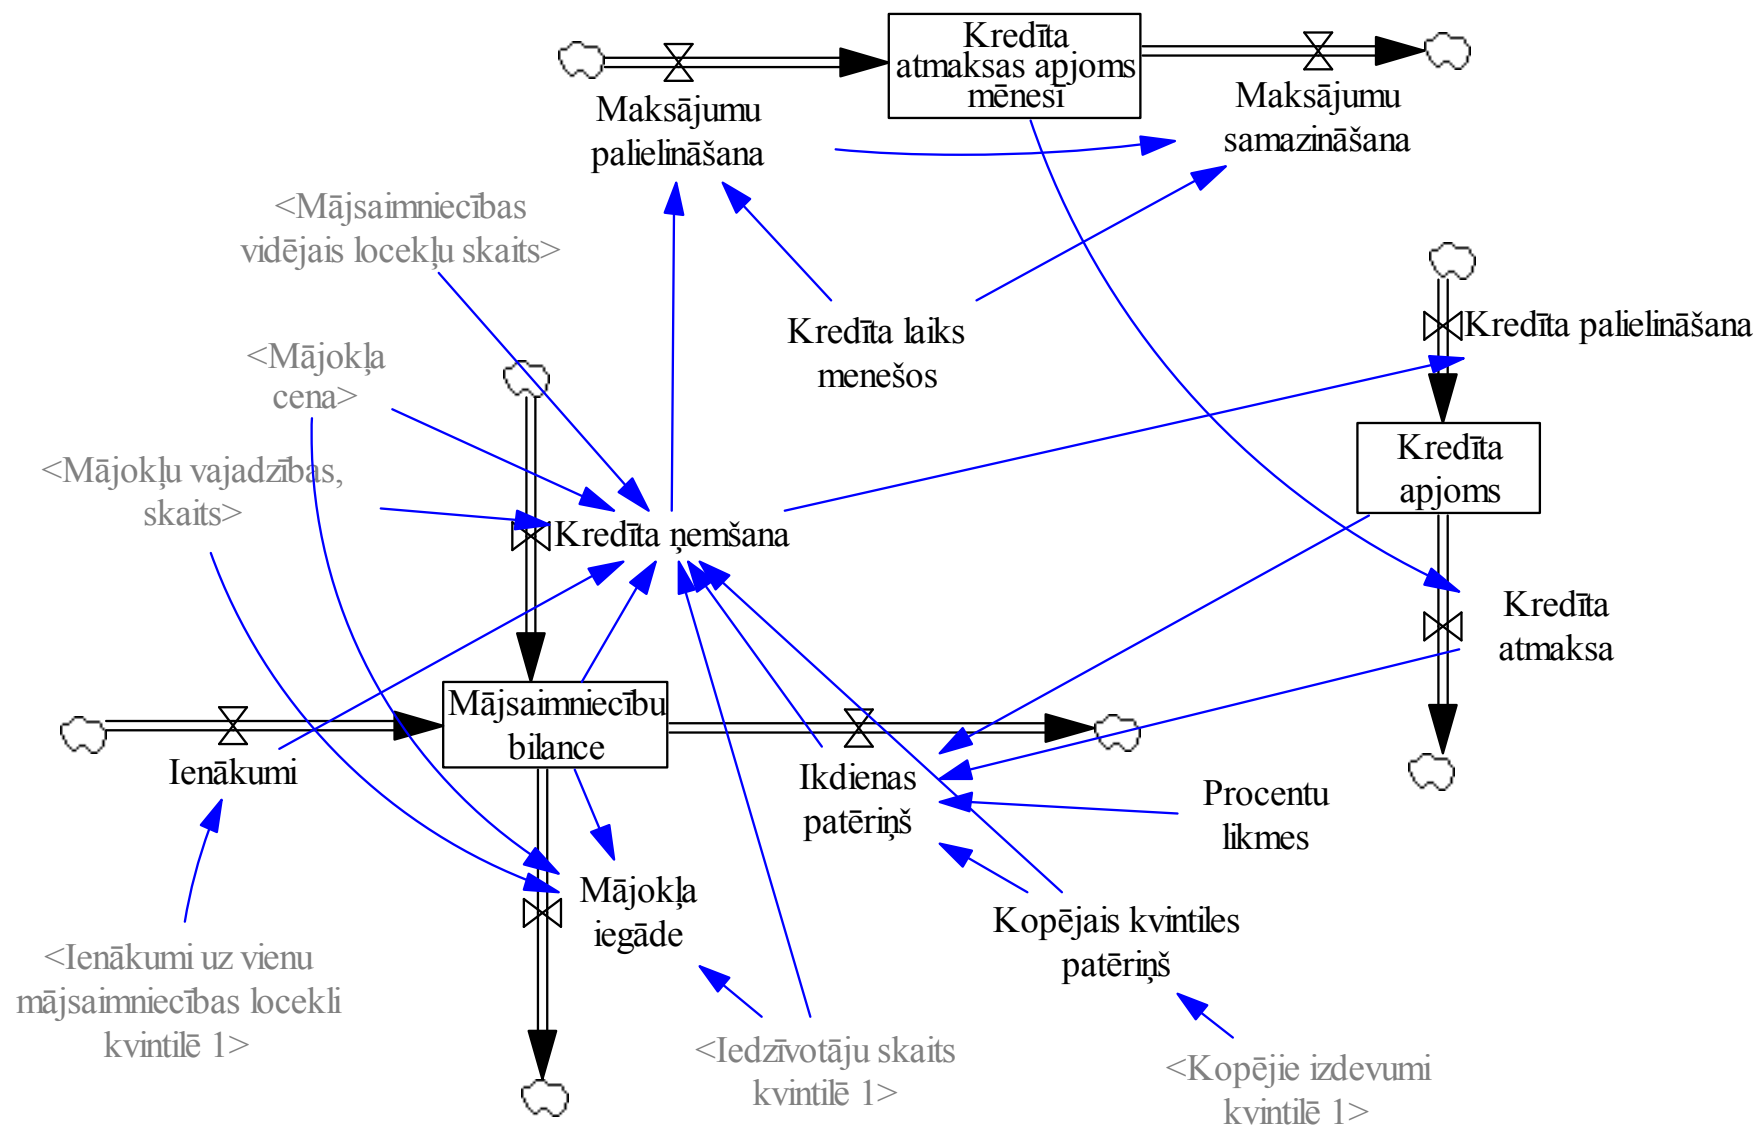 Kredīta
atmaksas apjoms
mēnesī
Maksājumu
palielināšana
Maksājumu
samazināšana
<Mājsaimniecības
vidējais locekļu skaits>
Kredīta laiks
menešos
Kredīta palielināšana
<Mājokļa
cena>
<Mājokļu vajadzības,
skaits>
Kredīta
apjoms
Kredīta ņemšana
Kredīta
atmaksa
Mājsaimniecību
bilance
Ienākumi
Ikdienas
patēriņš
Procentu
likmes
Mājokļa
iegāde
Kopējais kvintiles
patēriņš
<Ienākumi uz vienu
mājsaimniecības locekli
kvintilē 1>
<Iedzīvotāju skaits
kvintilē 1>
<Kopējie izdevumi
kvintilē 1>